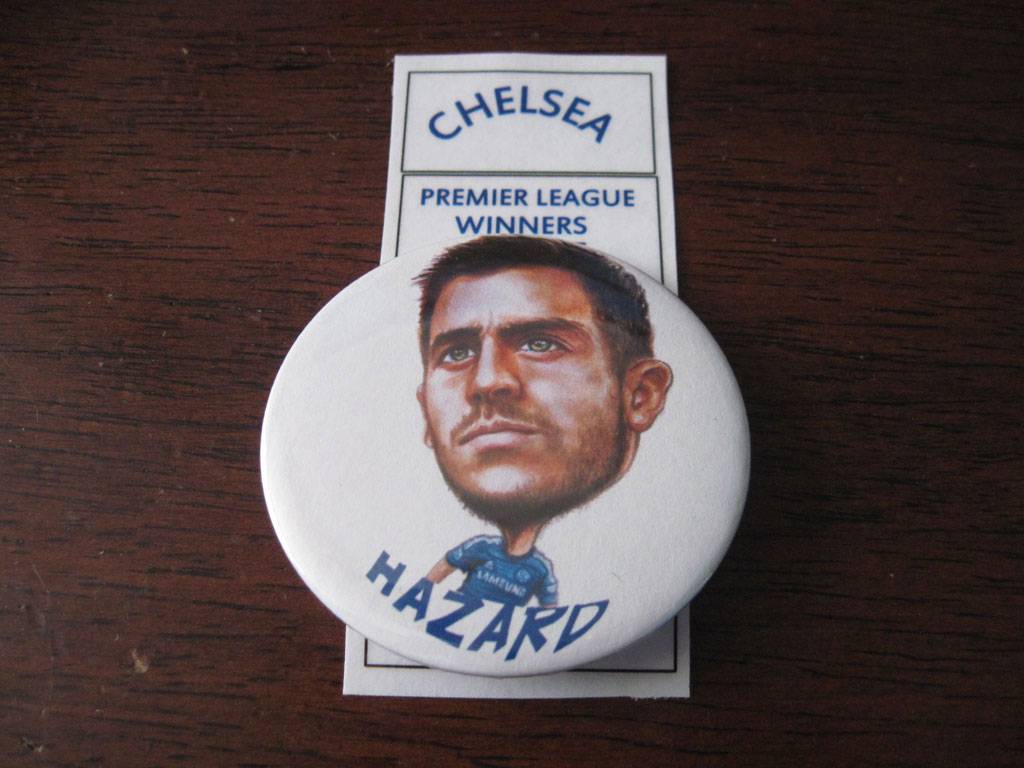 CHELSEA
PREMIER LEAGUE
WINNERS
SAMSUNG
HAZARD